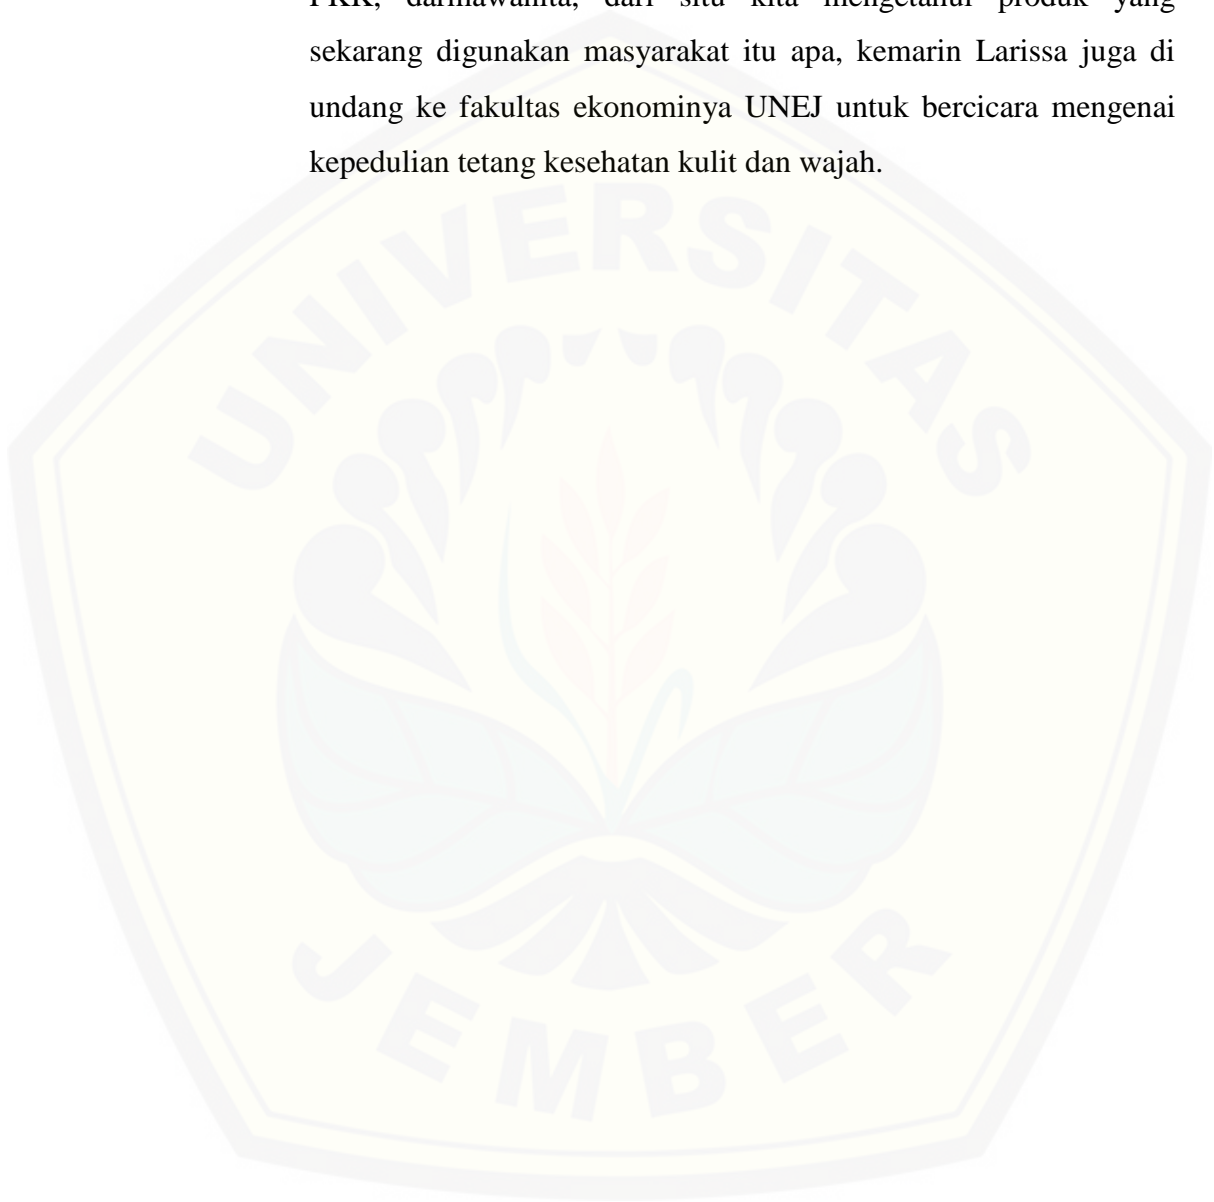 PKK, darmawanita, dari situ kita mengetahui produk yang
sekarang digunakan masyarakat itu apa, kemarin Larissa juga di
undang ke fakultas ekonominya UNEJ untuk bercicara mengenai
kepedulian tetang kesehatan kulit dan wajah.
UNIVERSITAS
JEMBER